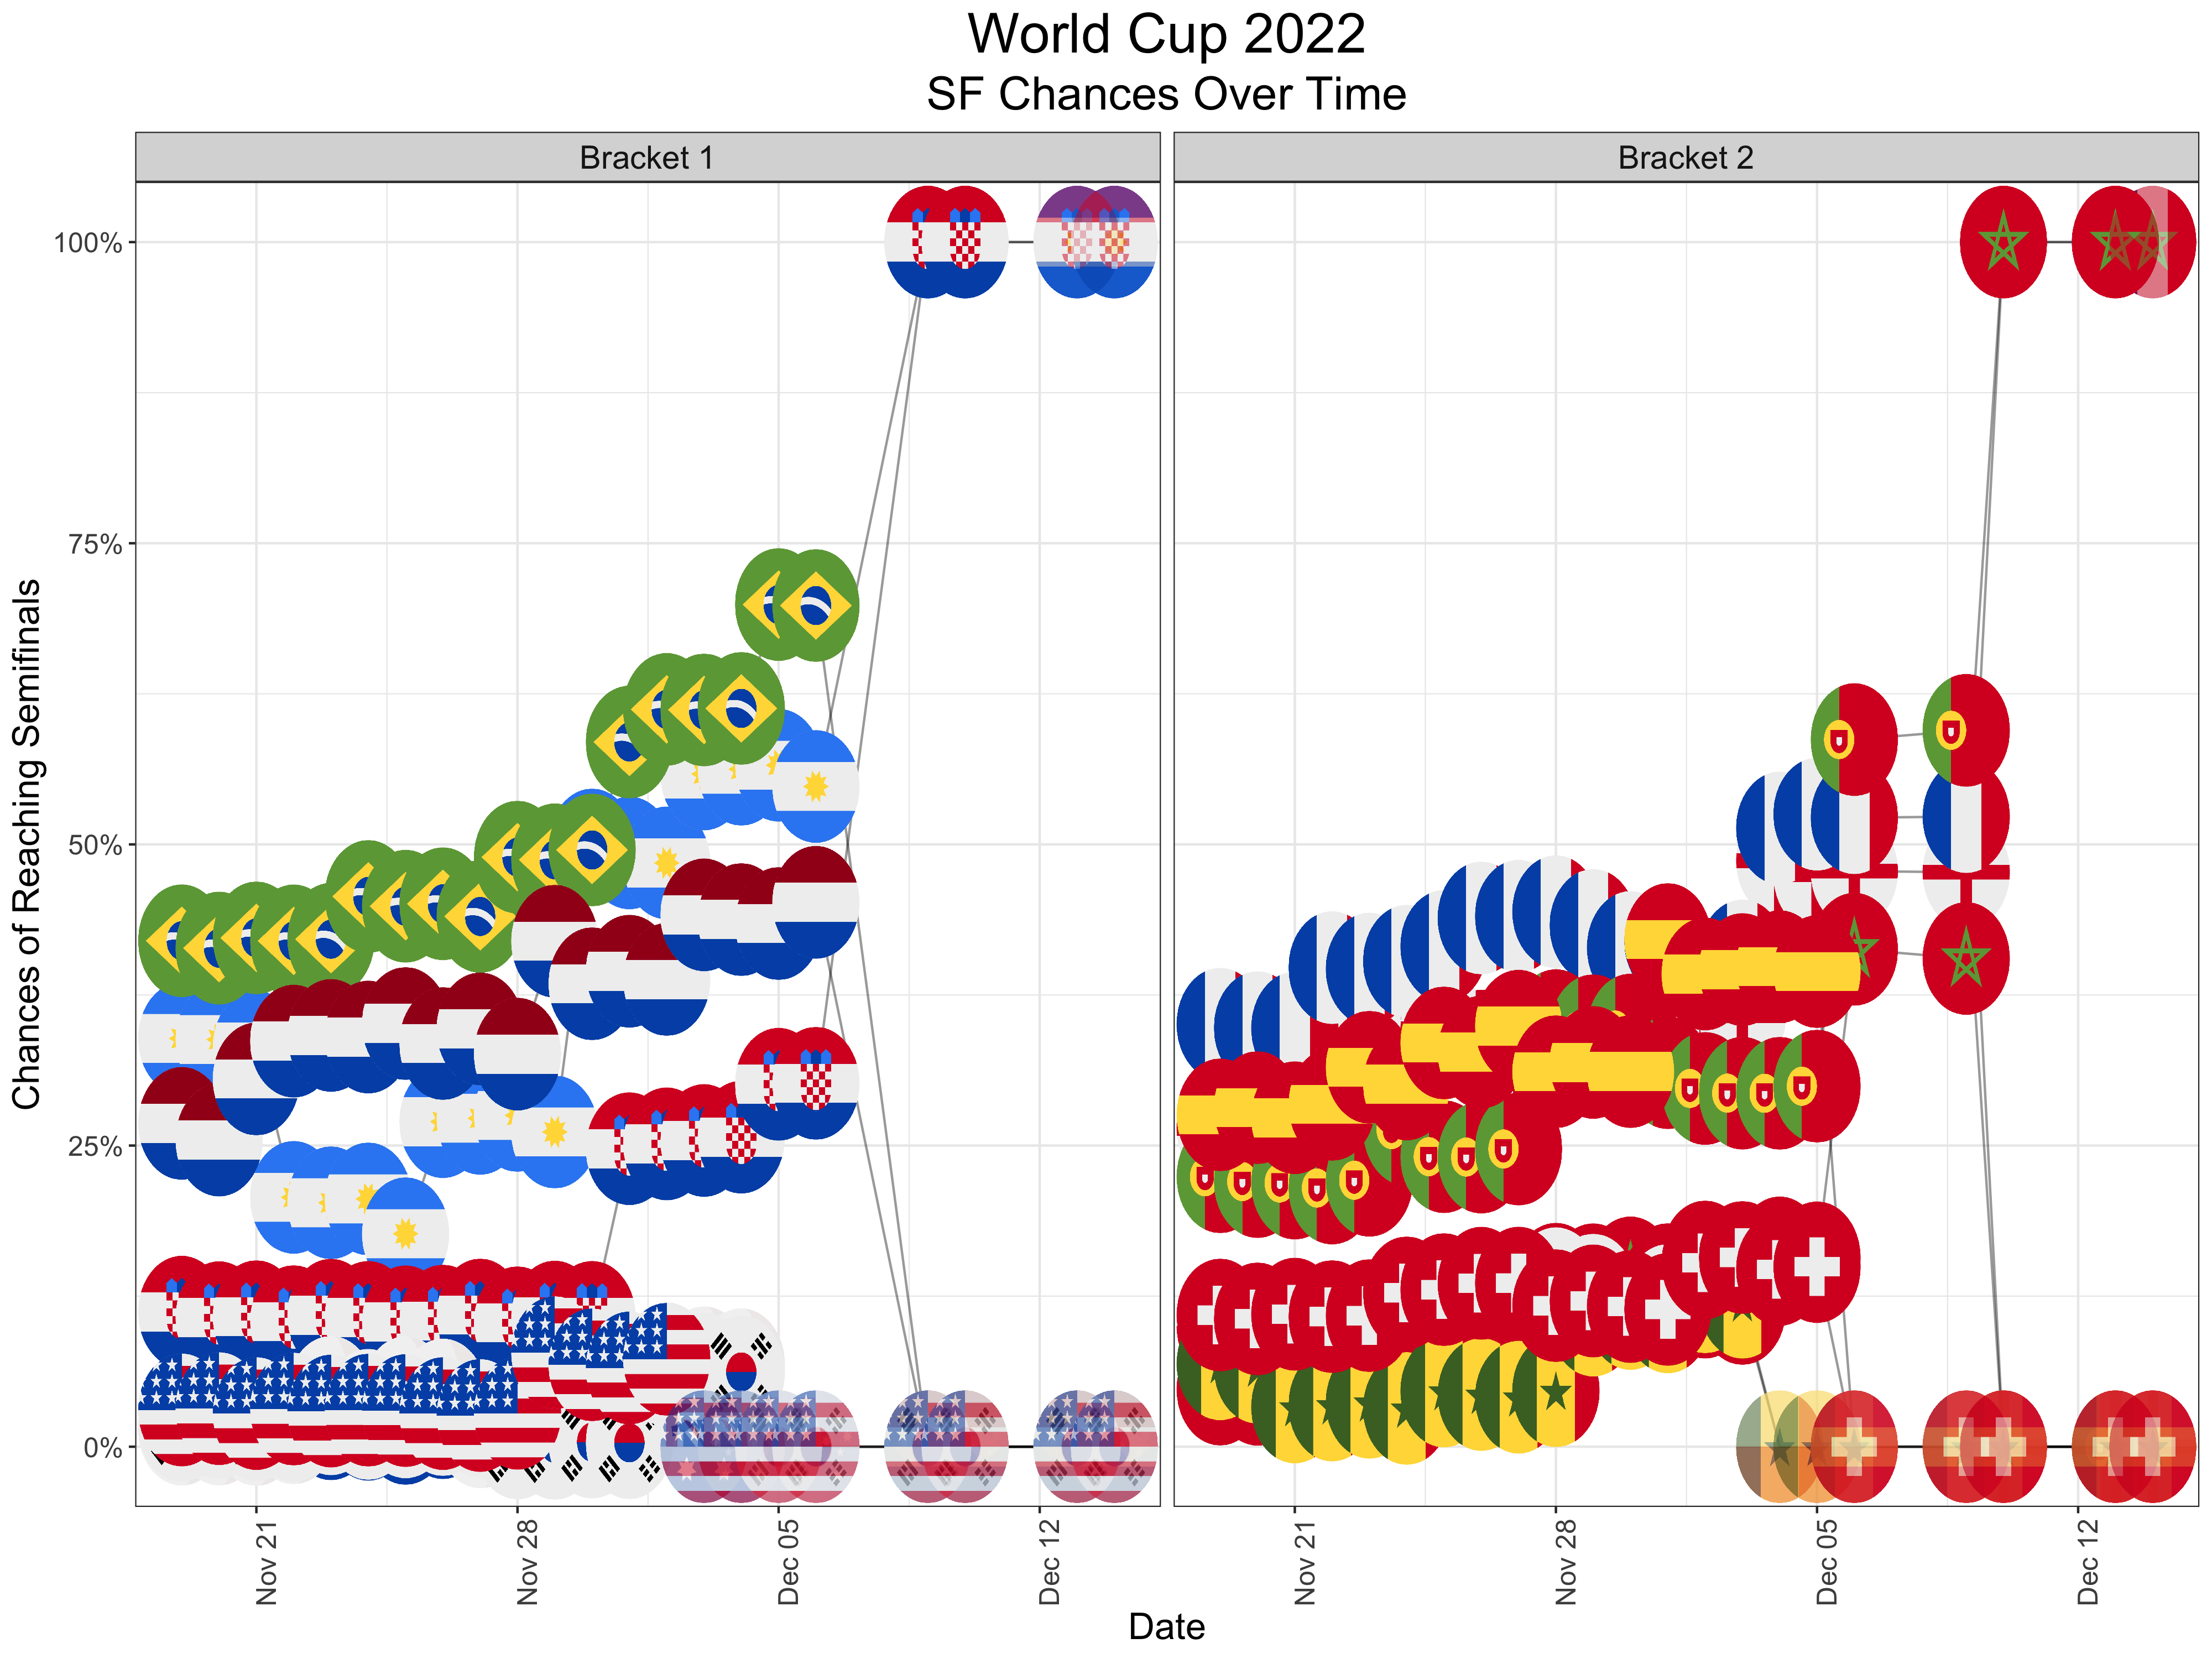 World Cup 2022
SF Chances Over Time
Bracket 1
Bracket 2
100%
75%
50%
25%
0%
Chances of Reaching Semifinals
Nov 21
Nov 28
Dec 05
Dec 12
Nov 21
Nov 28
Dec 05
Dec 12
Date